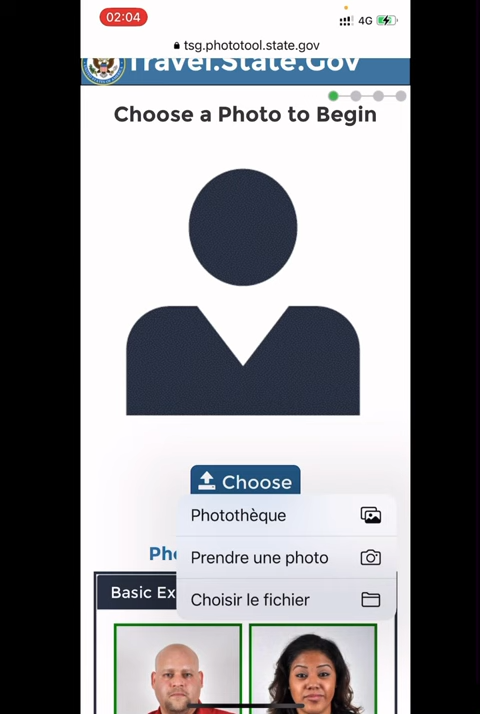 02:04
4G
tsg.phototool.state.gov
Travel.State.Gov
Choose a Photo to Begin
Choose
Photothèque
Prendre une photo
Choisir le fichier
Basic